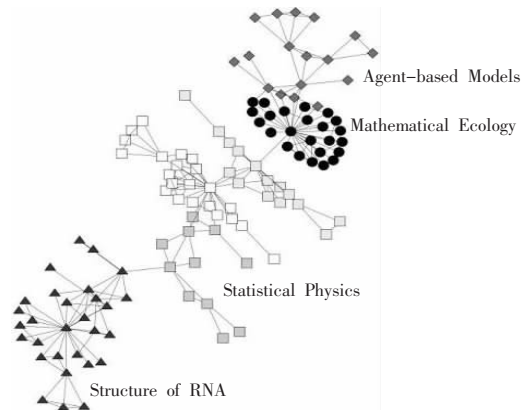 Agent-based Models
Mathematical Ecology
Statistical Physics
Structure of RNA